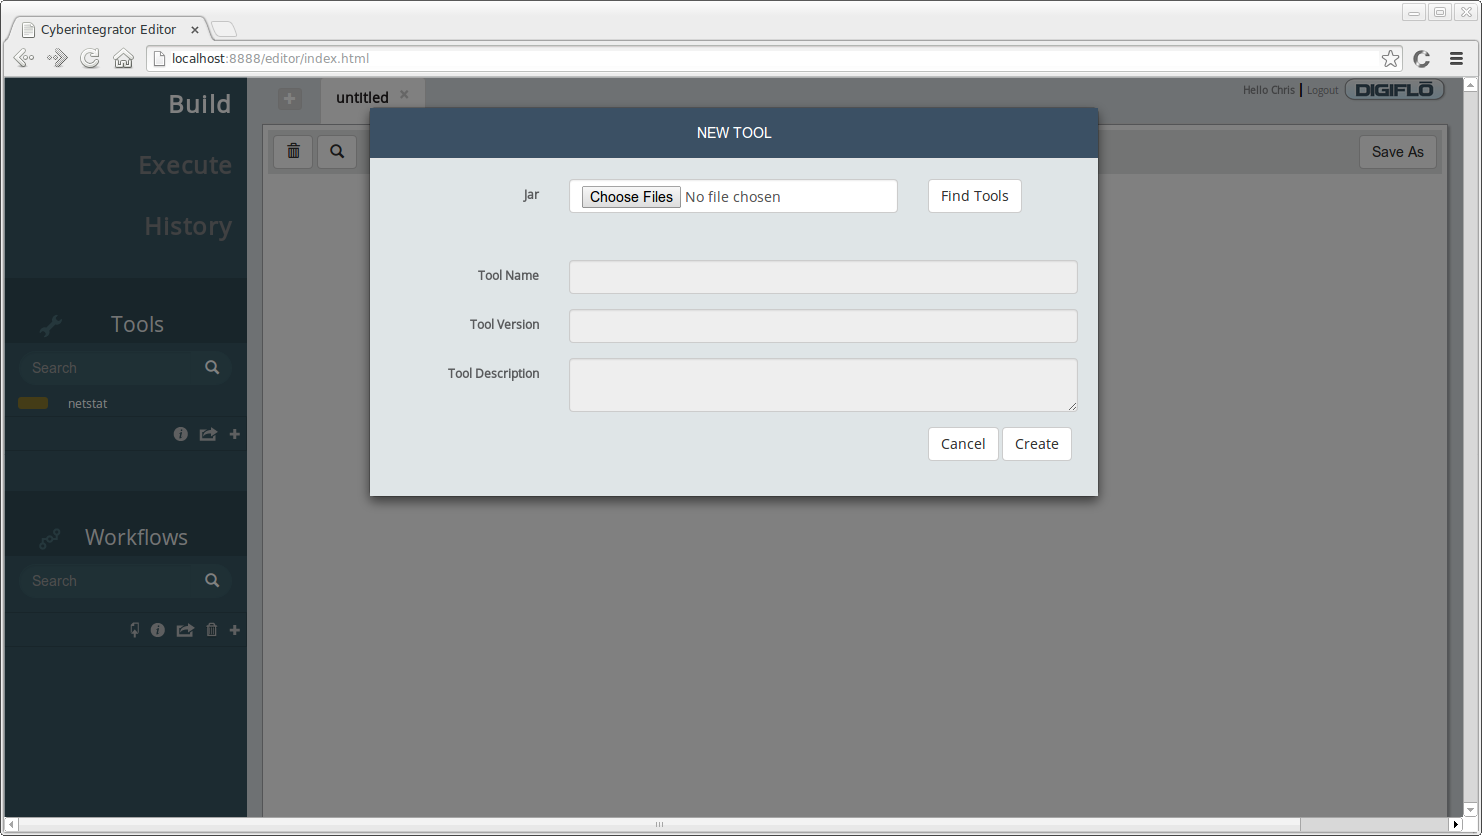 Cyberintegrator Editor
localhost:8888/editor/index.html
Build
Execute
History
untitled
Hello Chris Logout DIGIFLŌ
Save As
NEW TOOL
Jar Choose Files No file chosen Find Tools
Tool Name
Tool Version
Tool Description
Cancel Create
Tools
Search
netstat
Workflows
Search